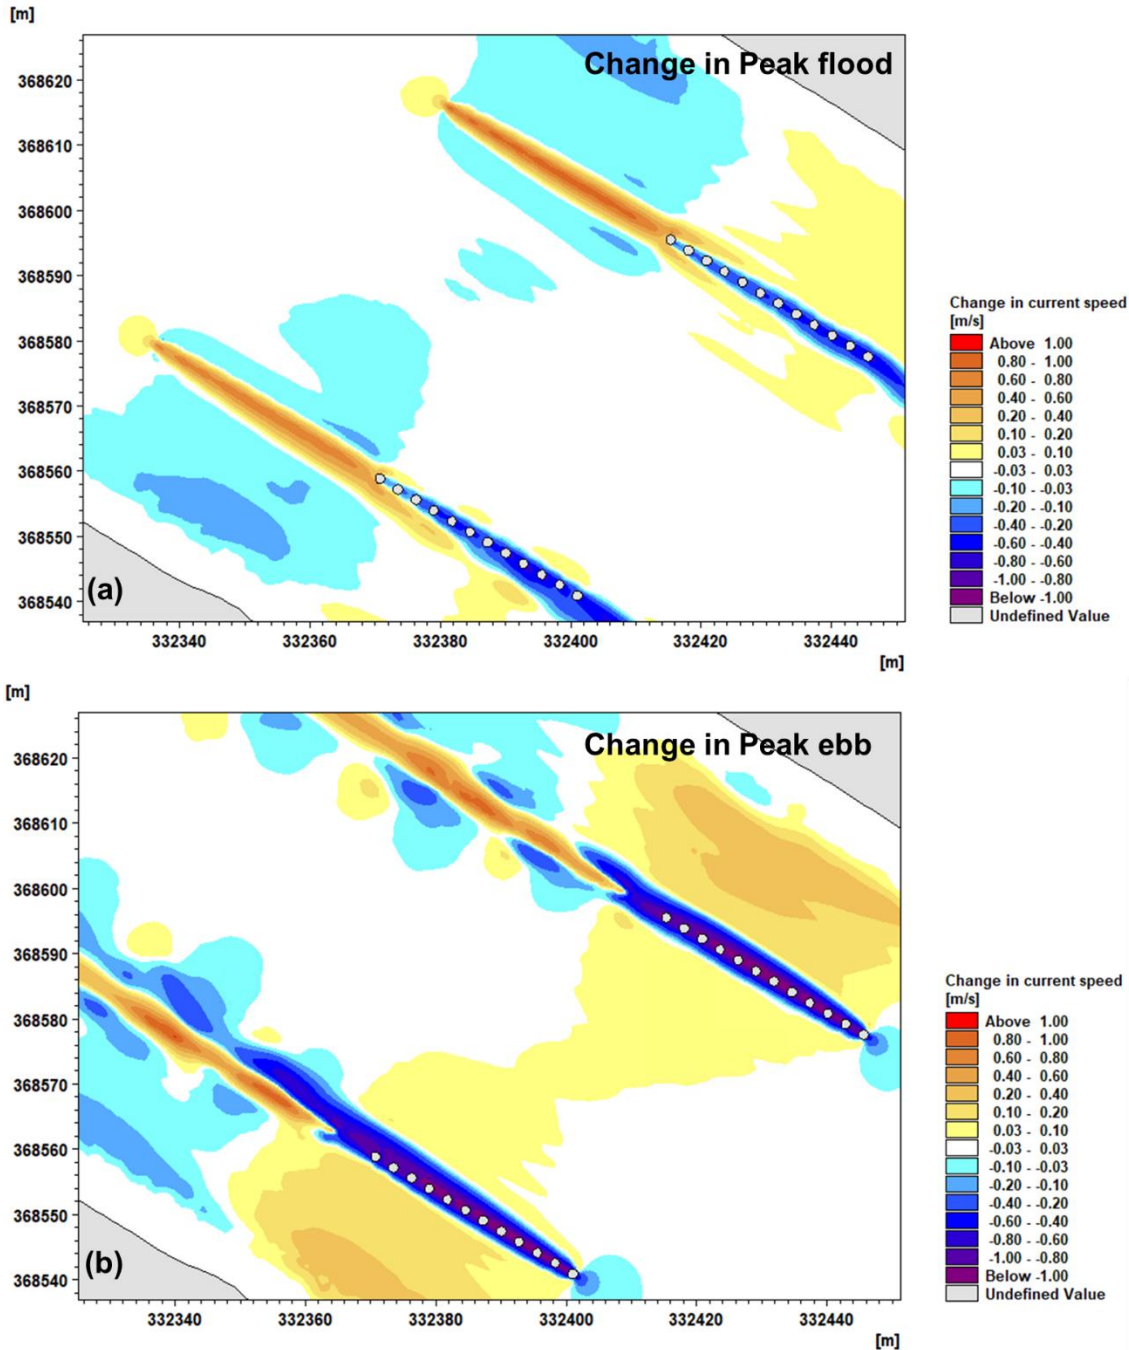 [m]
Change in Peak flood
368620
368610
368600
368590
368580
368570
368560
368550
368540
(a)
332340 332360 332380 332400 332420 332440
[m]
Change in current speed
[m/s]
Above 1.00
0.80 - 1.00
0.60 - 0.80
0.40 - 0.60
0.20 - 0.40
0.10 - 0.20
0.03 - 0.10
-0.03 - 0.03
-0.10 - -0.03
-0.20 - -0.10
-0.40 - -0.20
-0.60 - -0.40
-0.80 - -0.60
-1.00 - -0.80
Below -1.00
Undefined Value
[m]
Change in Peak ebb
368620
368610
368600
368590
368580
368570
368560
368550
368540
(b)
332340 332360 332380 332400 332420 332440
[m]
Change in current speed
[m/s]
Above 1.00
0.80 - 1.00
0.60 - 0.80
0.40 - 0.60
0.20 - 0.40
0.10 - 0.20
0.03 - 0.10
-0.03 - 0.03
-0.10 - -0.03
-0.20 - -0.10
-0.40 - -0.20
-0.60 - -0.40
-0.80 - -0.60
-1.00 - -0.80
Below -1.00
Undefined Value